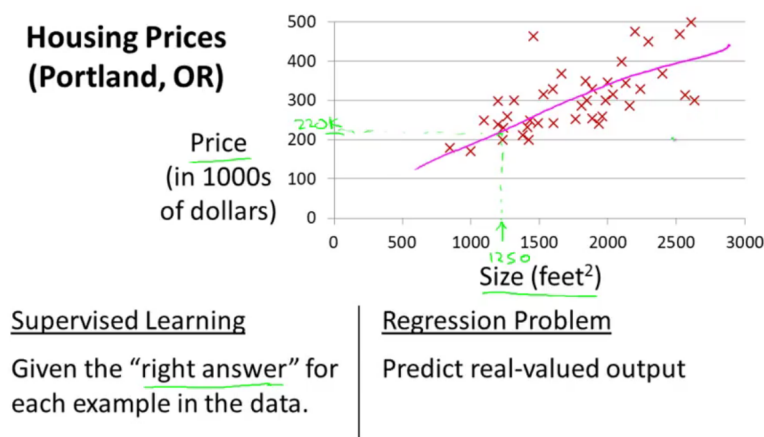 Housing Prices
(Portland, OR)
Price
(in 1000s
of dollars)
500
400
300
220K
200
100
0
0 500 1000 1500 2000 2500 3000
1250
Size (feet²)
Supervised Learning
Given the “right answer” for
each example in the data.
Regression Problem
Predict real-valued output